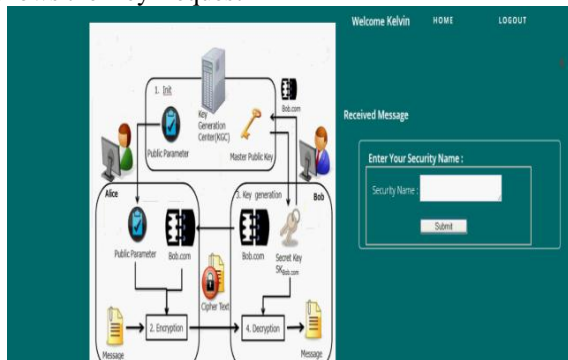 Welcome Kelvin HOME LOGOUT
1. Init
Bob.com
Key
Generation
Center(KGC)
Public Parameter
Master Public Key
Received Message
Enter Your Security Name :
Security Name :
Submit
Alice
3. Key generation
Bob
Public Parameter
Bob.com
Bob.com
Secret Key
SKBob.com
Cipher Text
2. Encryption
4. Decryption
Message
Message